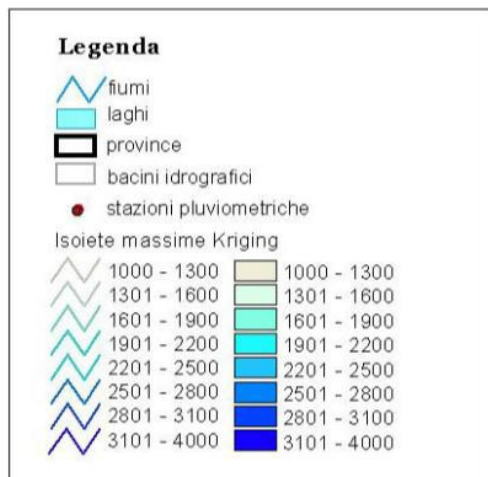 Legenda
fiumi
laghi
province
bacini idrografici
stazioni pluviometriche
Isoiete massime Kriging
1000 - 1300 1000 - 1300
1301 - 1600 1301 - 1600
1601 - 1900 1601 - 1900
1901 - 2200 1901 - 2200
2201 - 2500 2201 - 2500
2501 - 2800 2501 - 2800
2801 - 3100 2801 - 3100
3101 - 4000 3101 - 4000